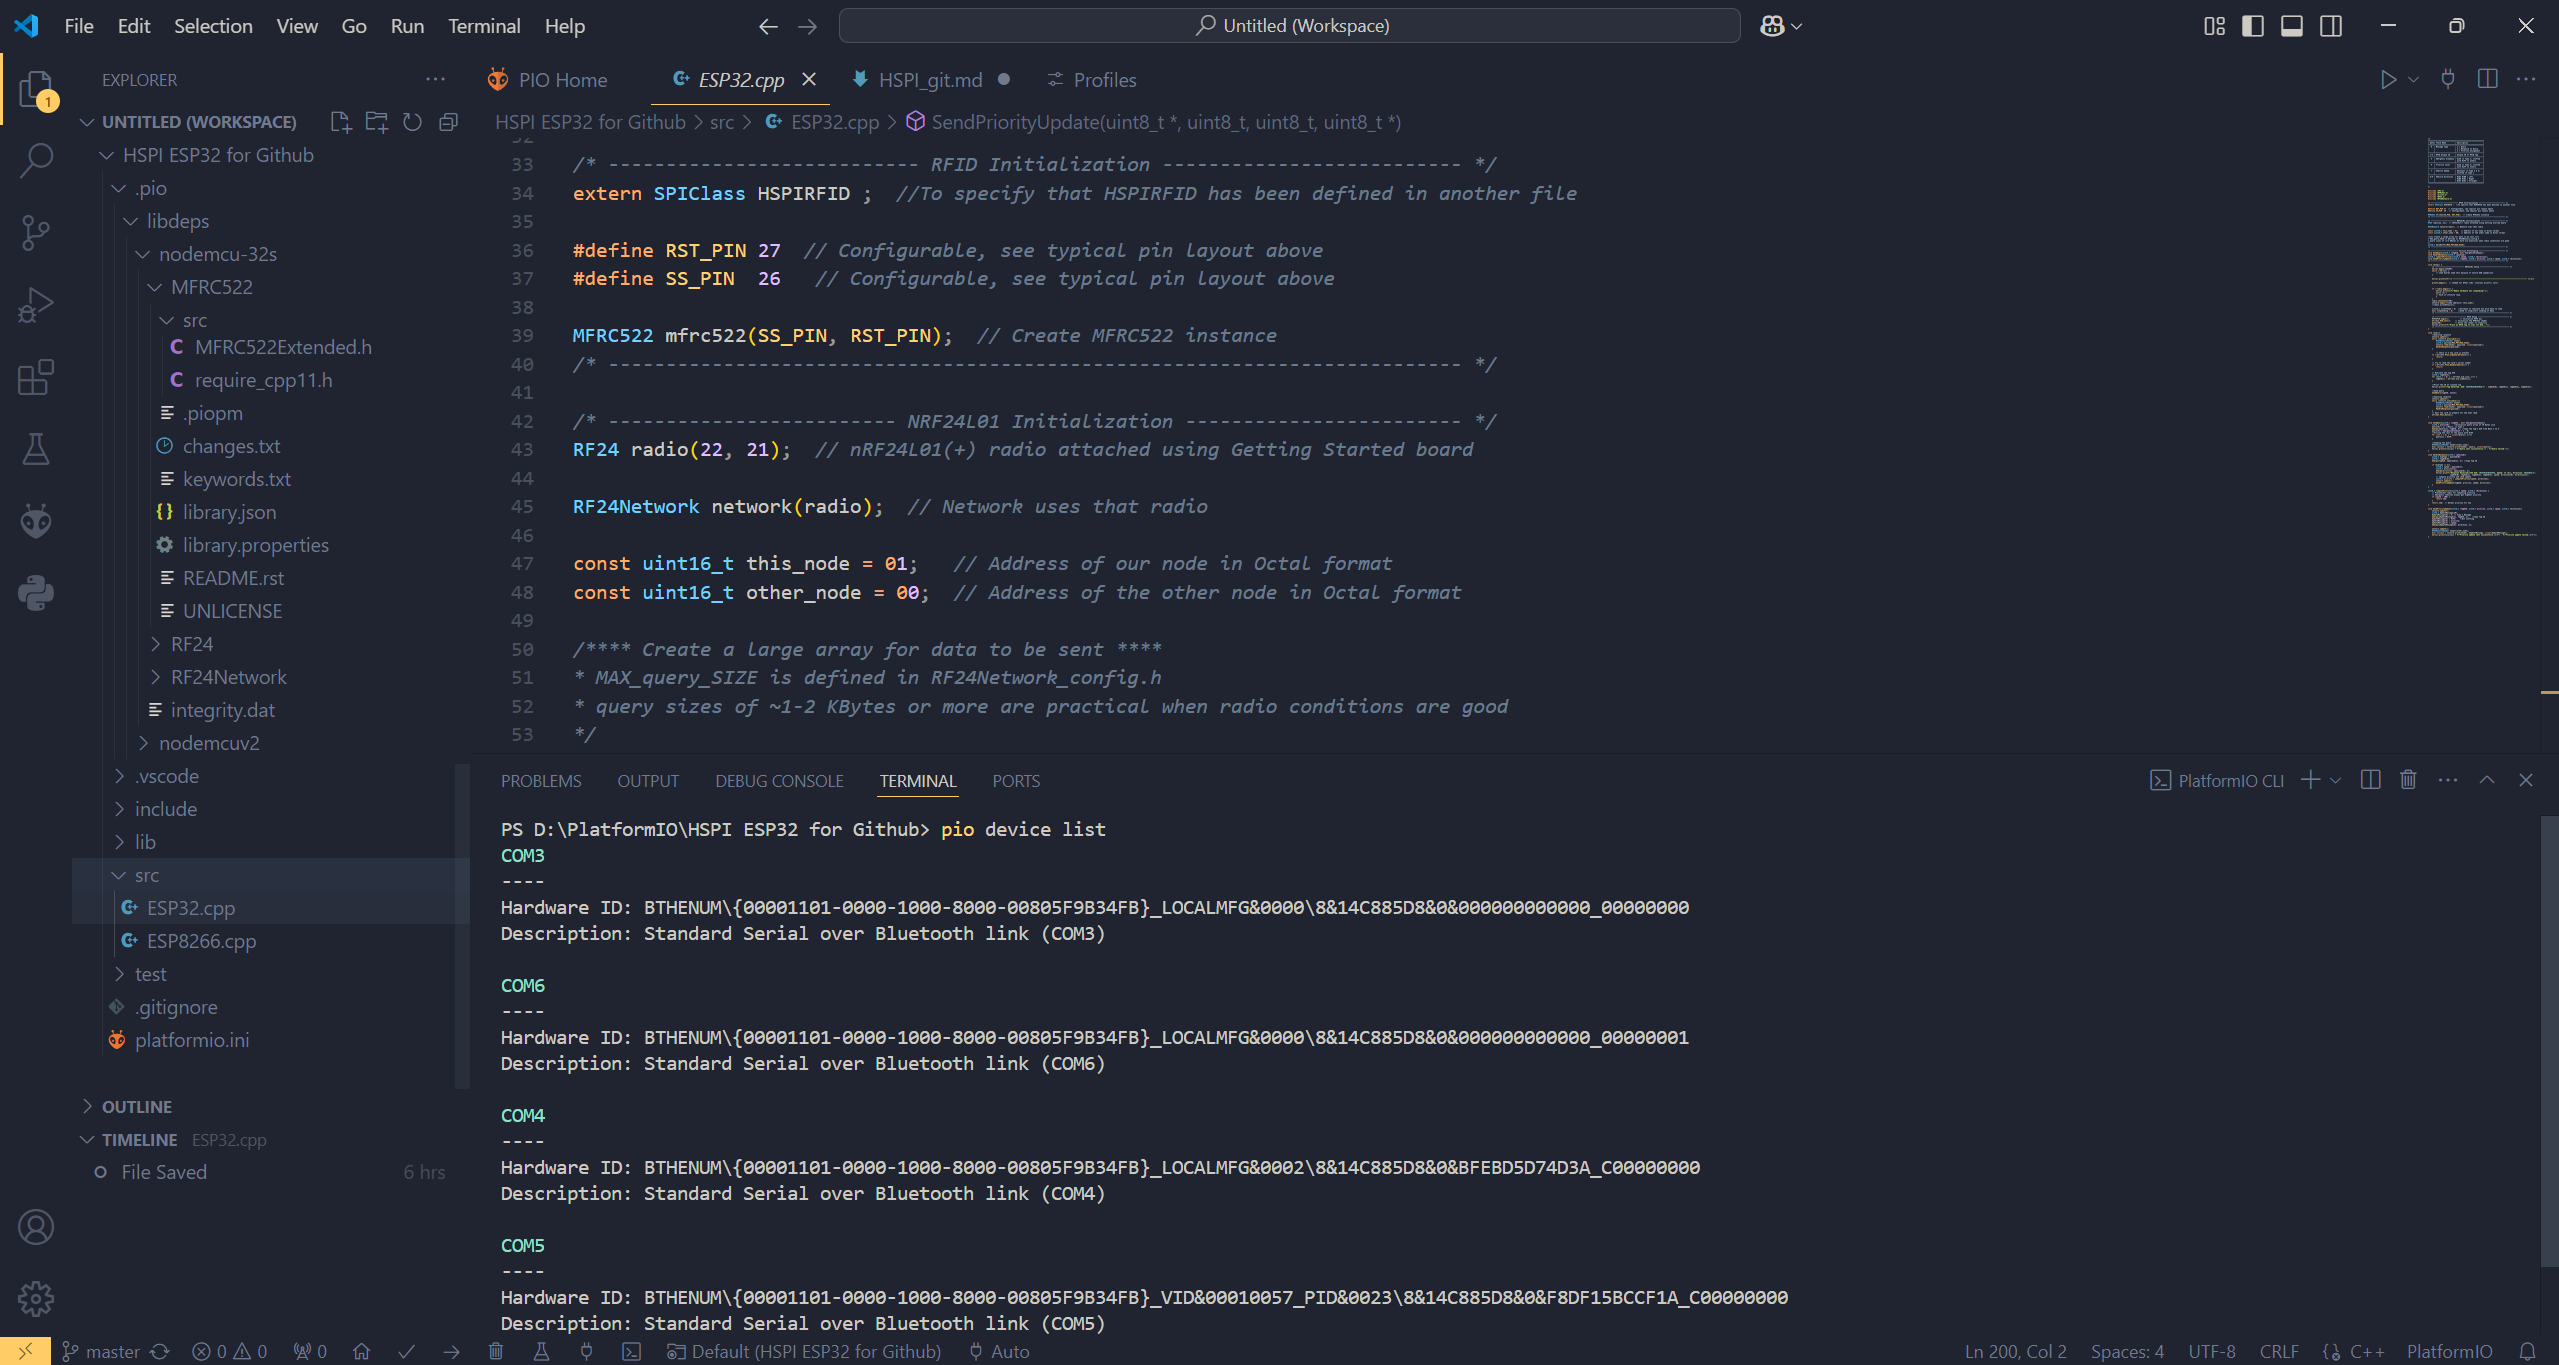 File Edit Selection View Go Run Terminal Help
Untitled (Workspace)
EXPLORER
1
UNTITLED (WORKSPACE)
HSPI ESP32 for Github
.pio
libdeps
nodemcu-32s
MFRC522
src
MFRC522Extended.h
require_cpp11.h
.piopm
changes.txt
keywords.txt
library.json
library.properties
README.rst
UNLICENSE
RF24
RF24Network
integrity.dat
nodemcuv2
.vscode
include
lib
src
ESP32.cpp
ESP8266.cpp
test
.gitignore
platformio.ini
OUTLINE
TIMELINE ESP32.cpp
File Saved 6 hrs
PIO Home ESP32.cpp HSPI_git.md Profiles
HSPI ESP32 for Github > src > ESP32.cpp > SendPriorityUpdate(uint8_t *, uint8_t, uint8_t, uint8_t *)
33 /* --------------------------- RFID Initialization -------------------------- */
34 extern SPIClass HSPIRFID ;  //To specify that HSPIRFID has been defined in another file
35
36 #define RST_PIN 27  // Configurable, see typical pin layout above
37 #define SS_PIN  26   // Configurable, see typical pin layout above
38
39 MFRC522 mfrc522(SS_PIN, RST_PIN);  // Create MFRC522 instance
40 /* -------------------------------------------------------------------------- */
41
42 /* ------------------------- NRF24L01 Initialization ------------------------ */
43 RF24 radio(22, 21);  // nRF24L01(+) radio attached using Getting Started board
44
45 RF24Network network(radio);  // Network uses that radio
46
47 const uint16_t this_node = 01;   // Address of our node in Octal format
48 const uint16_t other_node = 00;  // Address of the other node in Octal format
49
50 /**** Create a large array for data to be sent ****
51 * MAX_query_SIZE is defined in RF24Network_config.h
52 * query sizes of ~1-2 KBytes or more are practical when radio conditions are good
53 */
PROBLEMS OUTPUT DEBUG CONSOLE TERMINAL PORTS
PlatformIO CLI
PS D:\PlatformIO\HSPI ESP32 for Github> pio device list
COM3
----
Hardware ID: BTHENUM\{00001101-0000-1000-8000-00805F9B34FB}_LOCALMFG&0000\8&14C885D8&0&000000000000_00000000
Description: Standard Serial over Bluetooth link (COM3)
COM6
----
Hardware ID: BTHENUM\{00001101-0000-1000-8000-00805F9B34FB}_LOCALMFG&0000\8&14C885D8&0&000000000000_00000001
Description: Standard Serial over Bluetooth link (COM6)
COM4
----
Hardware ID: BTHENUM\{00001101-0000-1000-8000-00805F9B34FB}_LOCALMFG&0002\8&14C885D8&0&BFEBD5D74D3A_C00000000
Description: Standard Serial over Bluetooth link (COM4)
COM5
----
Hardware ID: BTHENUM\{00001101-0000-1000-8000-00805F9B34FB}_VID&00010057_PID&0023\8&14C885D8&0&F8DF15BCCF1A_C00000000
Description: Standard Serial over Bluetooth link (COM5)
master 0 0 0 Default (HSPI ESP32 for Github) Auto
Ln 200, Col 2 Spaces: 4 UTF-8 CRLF C++ PlatformIO